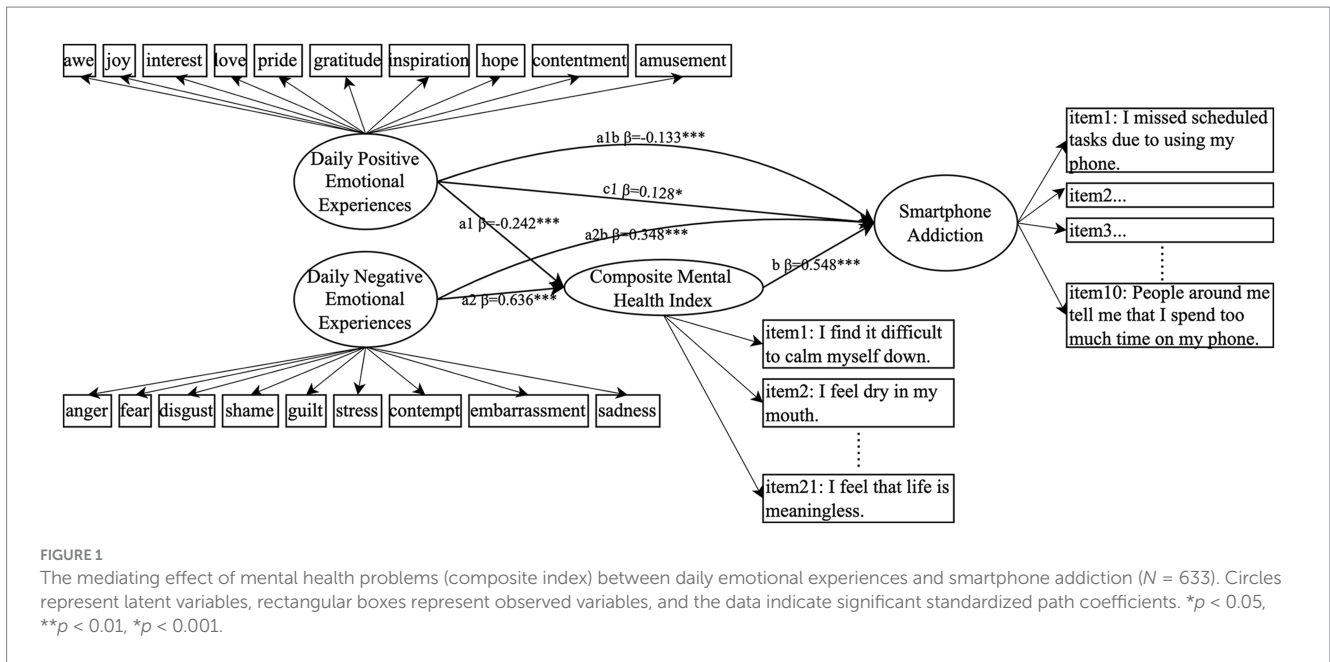 awe joy interest love pride gratitude inspiration hope contentment amusement
Daily Positive
Emotional
Experiences
a1b β=-0.133***
c1 β=0.128*
a1 β=-0.242***
a2b β=0.348***
Daily Negative
Emotional
Experiences
a2 β=0.636***
Composite Mental
Health Index
b β=0.548***
Smartphone
Addiction
item1: I missed scheduled
tasks due to using my
phone.
item2...
item3...
item10: People around me
tell me that I spend too
much time on my phone.
item1: I find it difficult
to calm myself down.
item2: I feel dry in my
mouth.
item21: I feel that life is
meaningless.
anger fear disgust shame guilt stress contempt embarrassment sadness
FIGURE 1
The mediating effect of mental health problems (composite index) between daily emotional experiences and smartphone addiction (N = 633). Circles
represent latent variables, rectangular boxes represent observed variables, and the data indicate significant standardized path coefficients. *p < 0.05,
**p < 0.01, *p < 0.001.